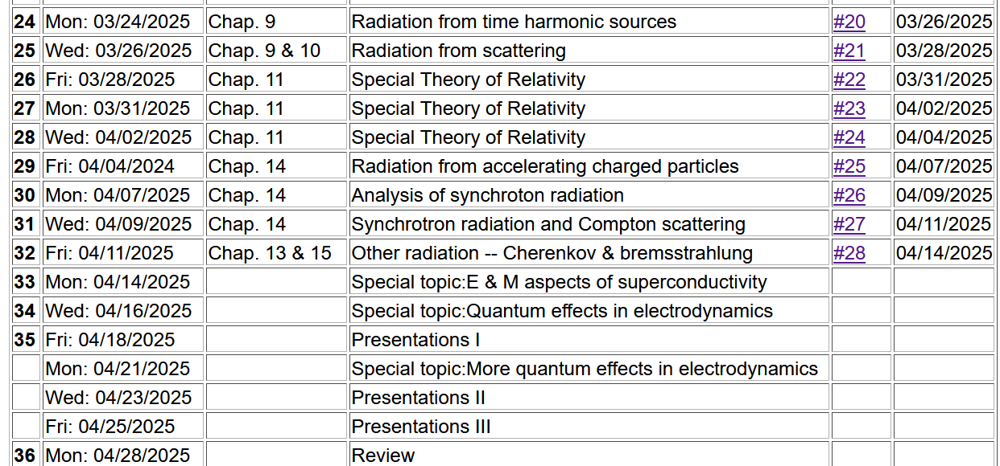 24 Mon: 03/24/2025 Chap. 9 Radiation from time harmonic sources #20 03/26/2025
25 Wed: 03/26/2025 Chap. 9 & 10 Radiation from scattering #21 03/28/2025
26 Fri: 03/28/2025 Chap. 11 Special Theory of Relativity #22 03/31/2025
27 Mon: 03/31/2025 Chap. 11 Special Theory of Relativity #23 04/02/2025
28 Wed: 04/02/2025 Chap. 11 Special Theory of Relativity #24 04/04/2025
29 Fri: 04/04/2024 Chap. 14 Radiation from accelerating charged particles #25 04/07/2025
30 Mon: 04/07/2025 Chap. 14 Analysis of synchroton radiation #26 04/09/2025
31 Wed: 04/09/2025 Chap. 14 Synchrotron radiation and Compton scattering #27 04/11/2025
32 Fri: 04/11/2025 Chap. 13 & 15 Other radiation -- Cherenkov & bremsstrahlung #28 04/14/2025
33 Mon: 04/14/2025 Special topic:E & M aspects of superconductivity
34 Wed: 04/16/2025 Special topic:Quantum effects in electrodynamics
35 Fri: 04/18/2025 Presentations I
Mon: 04/21/2025 Special topic:More quantum effects in electrodynamics
Wed: 04/23/2025 Presentations II
Fri: 04/25/2025 Presentations III
36 Mon: 04/28/2025 Review